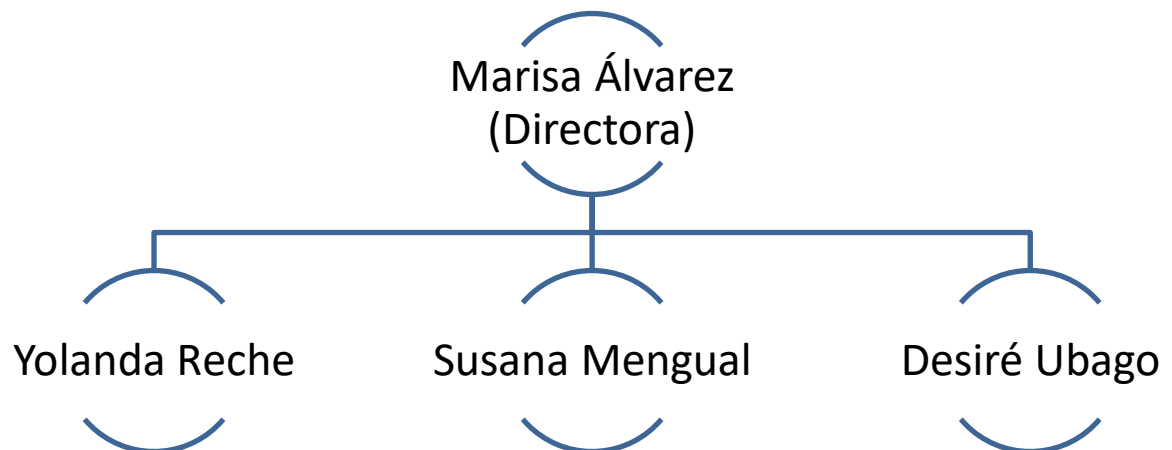 Marisa Álvarez
(Directora)
Yolanda Reche
Susana Mengual
Desiré Ubago